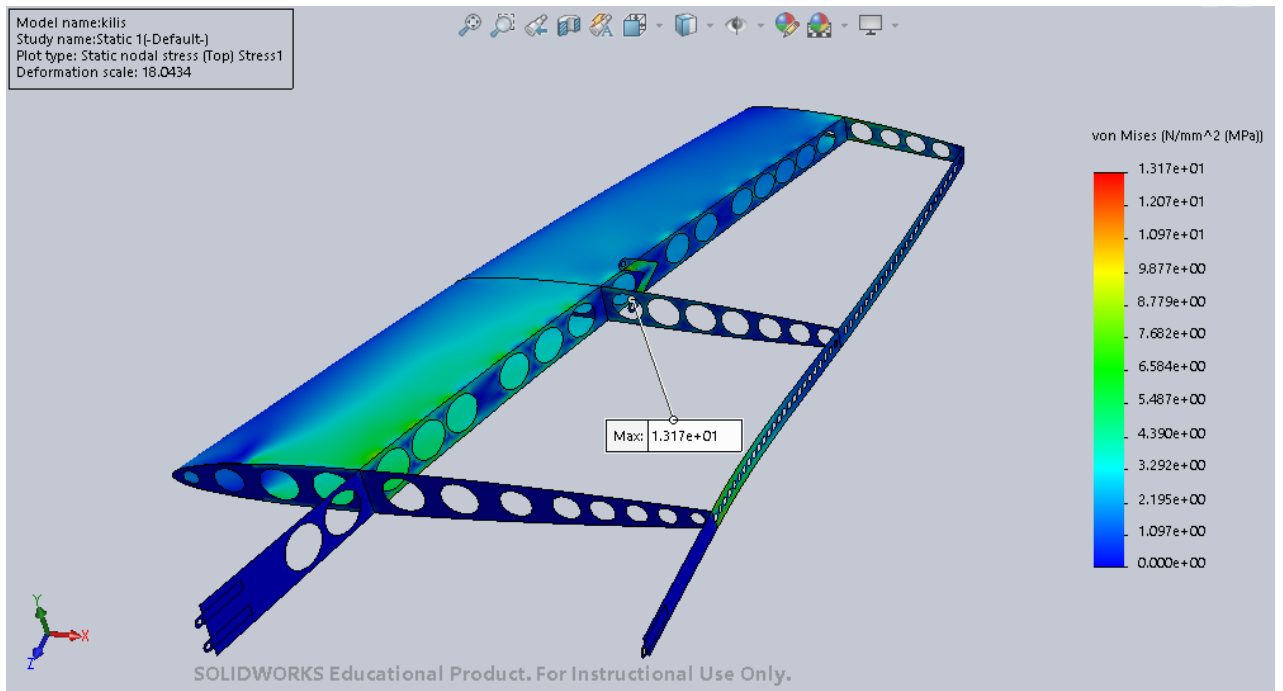 Model name:kilis
Study name:Static 1(-Default-)
Plot type: Static nodal stress (Top) Stress1
Deformation scale: 18.0434
von Mises (N/mm^2 (MPa))
1.317e+01
1.207e+01
1.097e+01
9.877e+00
8.779e+00
7.682e+00
6.584e+00
5.487e+00
4.390e+00
3.292e+00
2.195e+00
1.097e+00
0.000e+00
Max: 1.317e+01
Y
X
Z
SOLIDWORKS Educational Product. For Instructional Use Only.